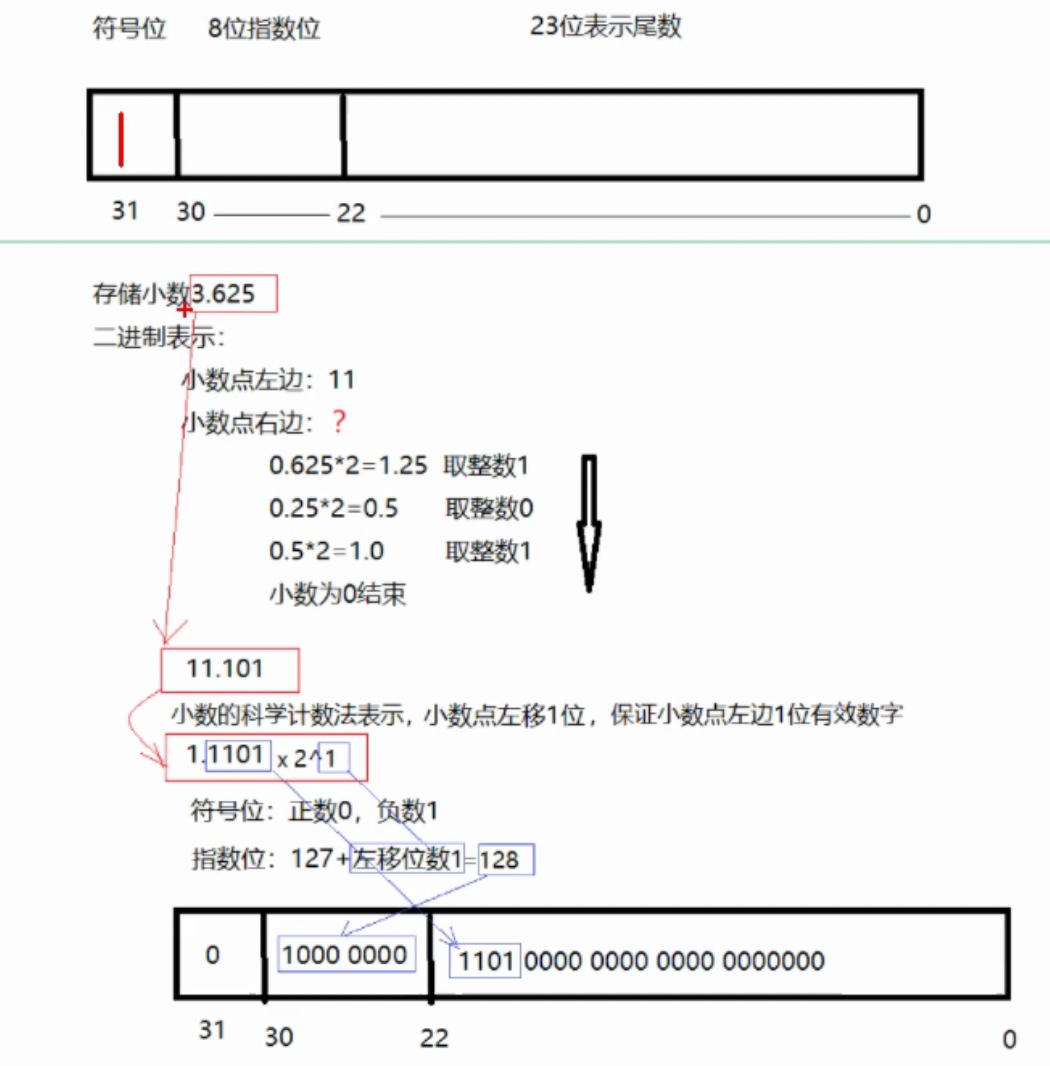 符号位 8位指数位 23位表示尾数
31 30 22 0
存储小数3.625
二进制表示:
小数点左边：11
小数点右边：？
0.625*2=1.25 取整数1
0.25*2=0.5 取整数0
0.5*2=1.0 取整数1
小数为0结束
11.101
小数的科学计数法表示，小数点左移1位，保证小数点左边1位有效数字
1.1101 x 2^1
符号位：正数0，负数1
指数位：127+左移位数1=128
0 1000 0000 1101 0000 0000 0000 0000000
31 30 22 0